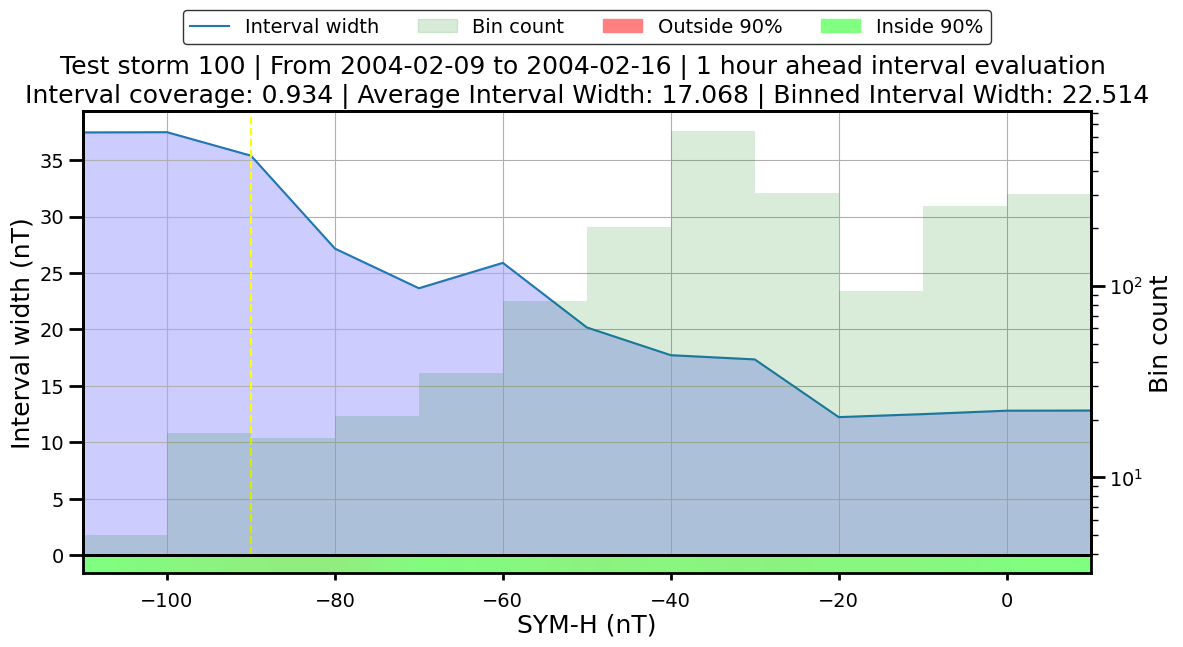 Interval width Bin count Outside 90% Inside 90%
Test storm 100 | From 2004-02-09 to 2004-02-16 | 1 hour ahead interval evaluation
Interval coverage: 0.934 | Average Interval Width: 17.068 | Binned Interval Width: 22.514
Interval width (nT)
35
30
25
20
15
10
5
0
10²
10¹
Bin count
−100 −80 −60 −40 −20 0
SYM-H (nT)